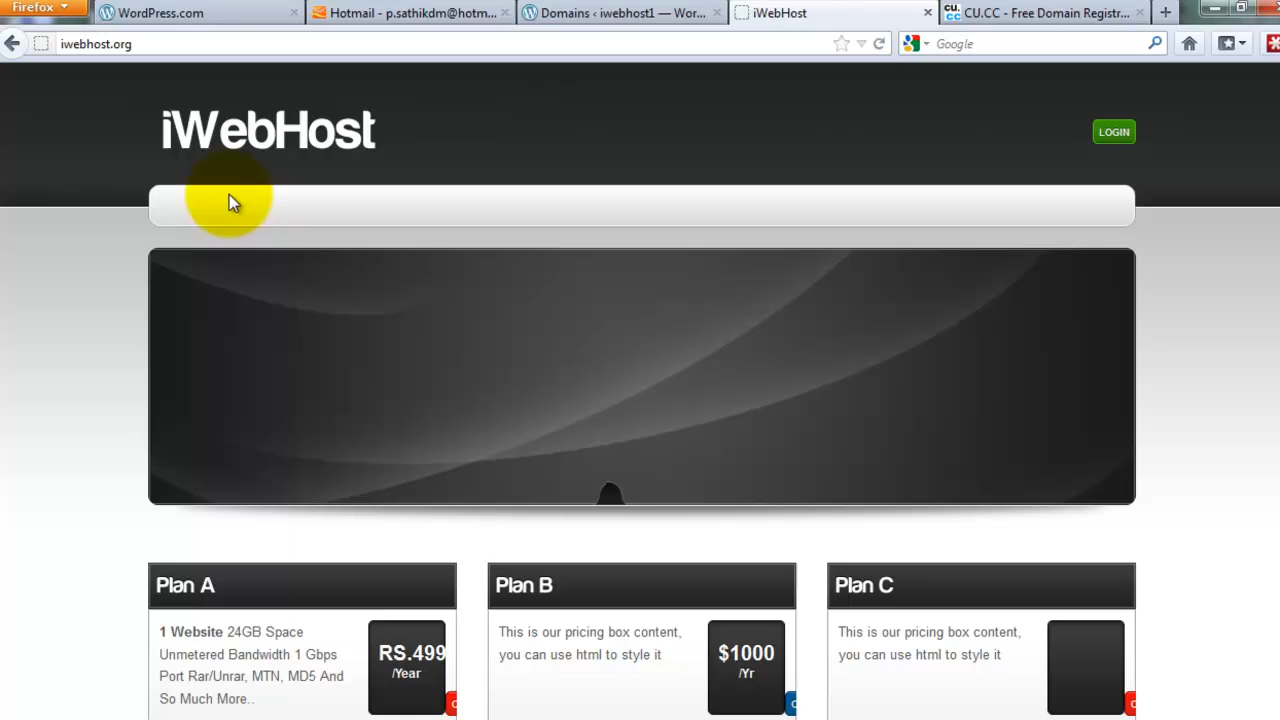 Firefox
WordPress.com
Hotmail - p.sathikdm@hotm...
Domains ‹ iwebhost1 — Wor...
iWebHost
CU.CC
CU.CC - Free Domain Registr...
iwebhost.org
Google
iWebHost
LOGIN
Plan A
1 Website 24GB Space
Unmetered Bandwidth 1 Gbps
Port Rar/Unrar, MTN, MD5 And
So Much More..
RS.499
/Year
Plan B
This is our pricing box content,
you can use html to style it
$1000
/Yr
Plan C
This is our pricing box content,
you can use html to style it